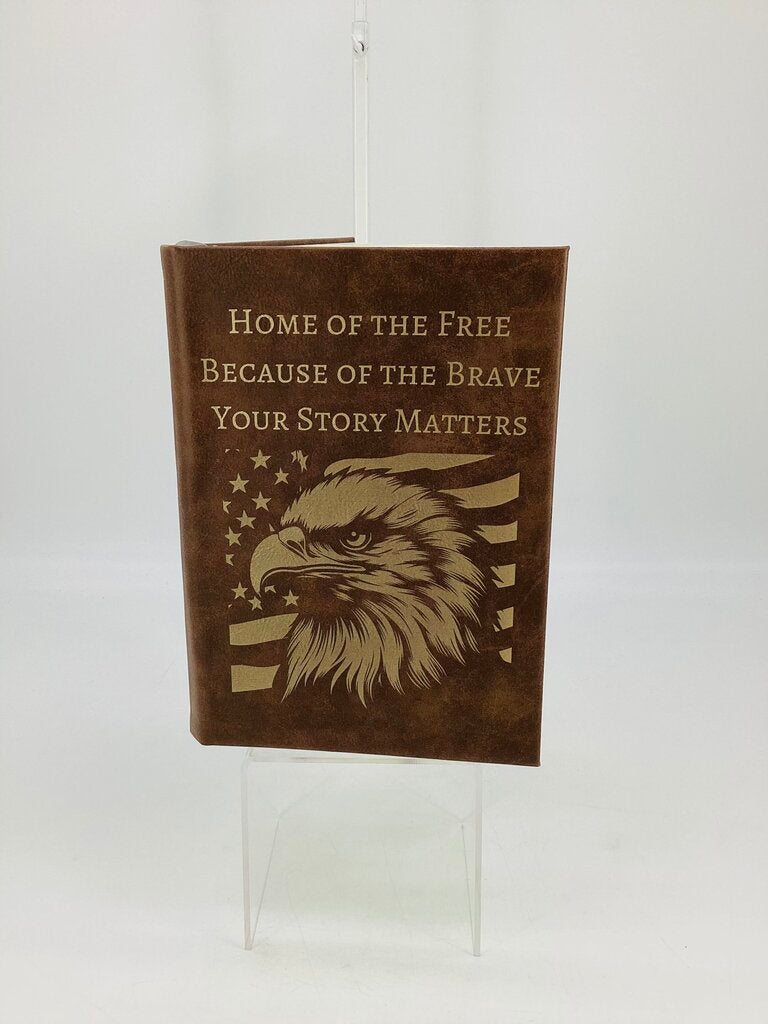 Home of the Free
Because of the Brave
Your Story Matters